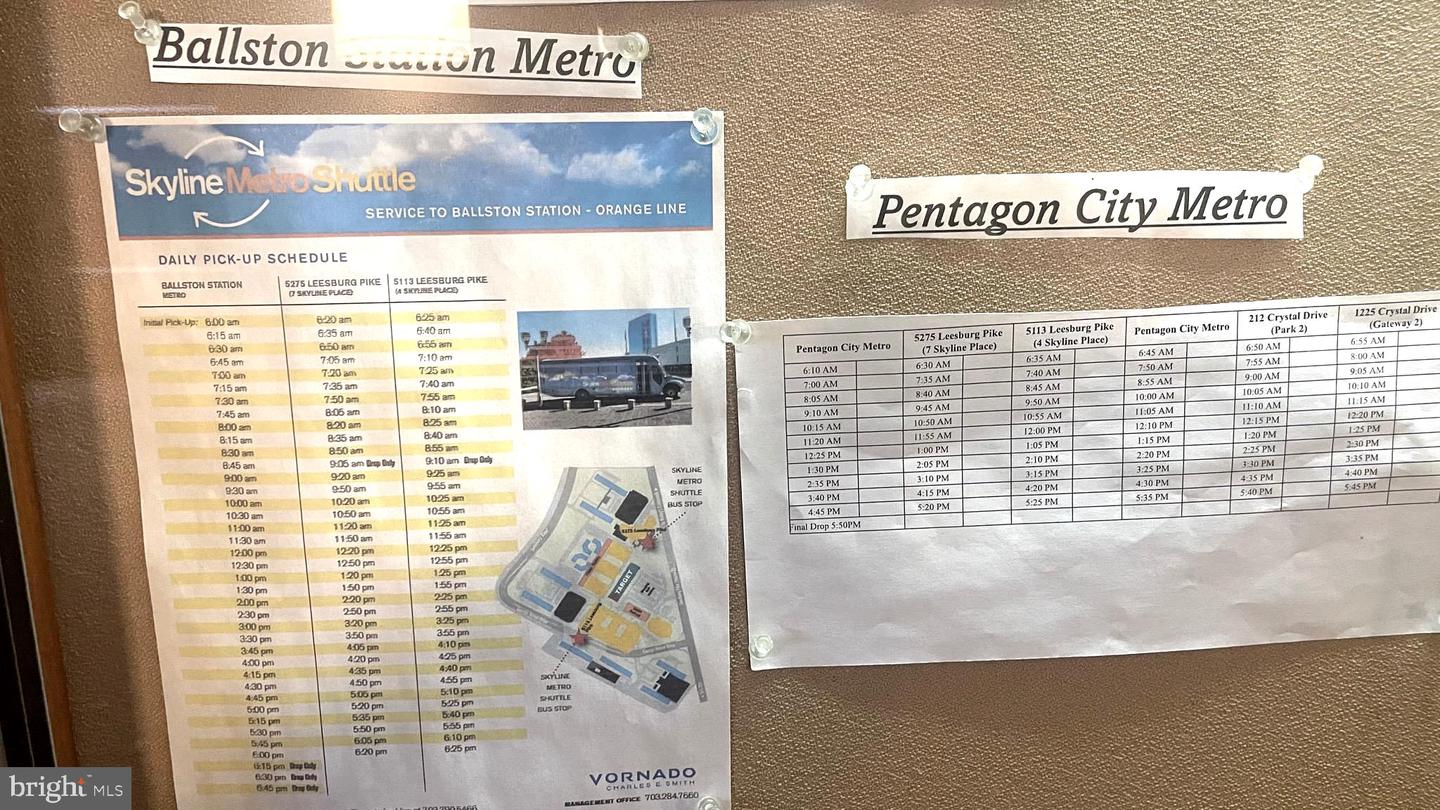 Ballston Station Metro
Skyline Metro Shuttle
SERVICE TO BALLSTON STATION - ORANGE LINE
DAILY PICK-UP SCHEDULE
BALLSTON STATION 5275 LEESBURG PIKE 5113 LEESBURG PIKE
METRO (7 SKYLINE PLACE) (4 SKYLINE PLACE)
Initial Pick-Up: 6:00 am 6:20 am 6:25 am
6:15 am 6:35 am 6:40 am
6:30 am 6:50 am 6:55 am
6:45 am 7:05 am 7:10 am
7:00 am 7:20 am 7:25 am
7:15 am 7:35 am 7:40 am
7:30 am 7:50 am 7:55 am
7:45 am 8:05 am 8:10 am
8:00 am 8:20 am 8:25 am
8:15 am 8:35 am 8:40 am
8:30 am 8:50 am 8:55 am
8:45 am 9:05 am Drop Only 9:10 am Drop Only
9:00 am 9:20 am 9:25 am
9:30 am 9:50 am 9:55 am
10:00 am 10:20 am 10:25 am
10:30 am 10:50 am 10:55 am
11:00 am 11:20 am 11:25 am
11:30 am 11:50 am 11:55 am
12:00 pm 12:20 pm 12:25 pm
12:30 pm 12:50 pm 12:55 pm
1:00 pm 1:20 pm 1:25 pm
1:30 pm 1:50 pm 1:55 pm
2:00 pm 2:20 pm 2:25 pm
2:30 pm 2:50 pm 2:55 pm
3:00 pm 3:20 pm 3:25 pm
3:30 pm 3:50 pm 3:55 pm
3:45 pm 4:05 pm 4:10 pm
4:00 pm 4:20 pm 4:25 pm
4:15 pm 4:35 pm 4:40 pm
4:30 pm 4:50 pm 4:55 pm
4:45 pm 5:05 pm 5:10 pm
5:00 pm 5:20 pm 5:25 pm
5:15 pm 5:35 pm 5:40 pm
5:30 pm 5:50 pm 5:55 pm
5:45 pm 6:05 pm 6:10 pm
6:00 pm 6:20 pm 6:25 pm
6:15 pm Drop Only
6:30 pm Drop Only
6:45 pm Drop Only
SKYLINE
METRO
SHUTTLE
BUS STOP
5275 Leesburg Pike
TARGET
SKYLINE
METRO
SHUTTLE
BUS STOP
VORNADO
CHARLES E. SMITH
MANAGEMENT OFFICE 703.284.7660
Pentagon City Metro
Pentagon City Metro 5275 Leesburg Pike 5113 Leesburg Pike Pentagon City Metro 212 Crystal Drive 1225 Crystal Drive
(7 Skyline Place) (4 Skyline Place) (Park 2) (Gateway 2)
6:10 AM 6:30 AM 6:35 AM 6:45 AM 6:50 AM 6:55 AM
7:00 AM 7:35 AM 7:40 AM 7:50 AM 7:55 AM 8:00 AM
8:05 AM 8:40 AM 8:45 AM 8:55 AM 9:00 AM 9:05 AM
9:10 AM 9:45 AM 9:50 AM 10:00 AM 10:05 AM 10:10 AM
10:15 AM 10:50 AM 10:55 AM 11:05 AM 11:10 AM 11:15 AM
11:20 AM 11:55 AM 12:00 PM 12:10 PM 12:15 PM 12:20 PM
12:25 PM 1:00 PM 1:05 PM 1:15 PM 1:20 PM 1:25 PM
1:30 PM 2:05 PM 2:10 PM 2:20 PM 2:25 PM 2:30 PM
2:35 PM 3:10 PM 3:15 PM 3:25 PM 3:30 PM 3:35 PM
3:40 PM 4:15 PM 4:20 PM 4:30 PM 4:35 PM 4:40 PM
4:45 PM 5:20 PM 5:25 PM 5:35 PM 5:40 PM 5:45 PM
Final Drop 5:50PM
bright MLS